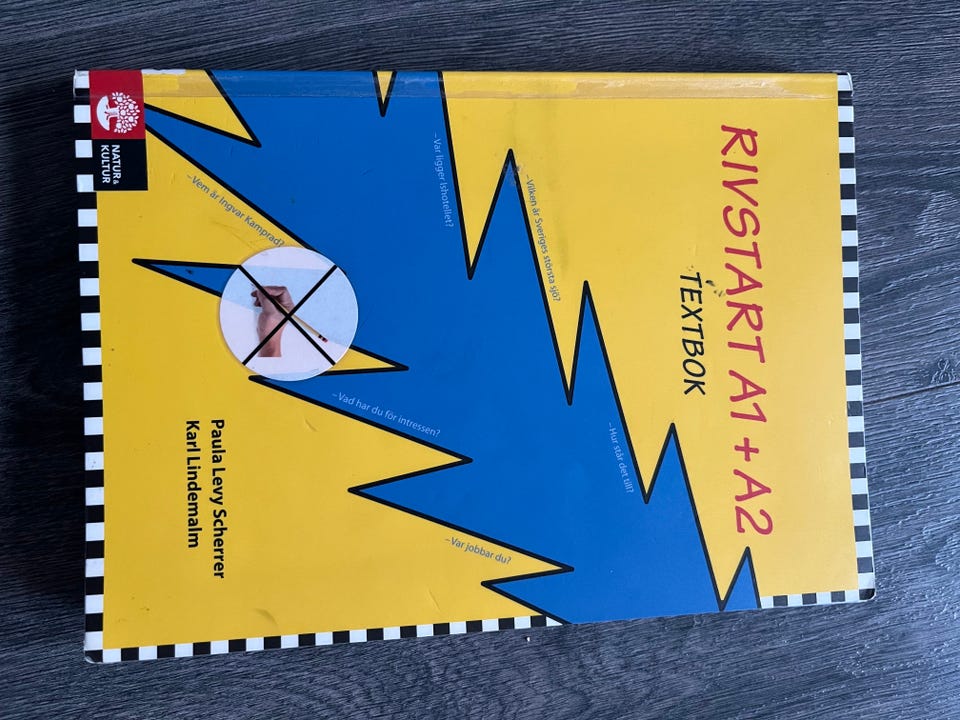 RIVSTART A1 + A2
TEXTBOK
– Hur står det till?
– Vilken är Sveriges största sjö?
– Var ligger Ishotellet?
– Var jobbar du?
– Vad har du för intressen?
– Vem är Ingvar Kamprad?
Paula Levy Scherrer
Karl Lindemalm
NATUR &
KULTUR